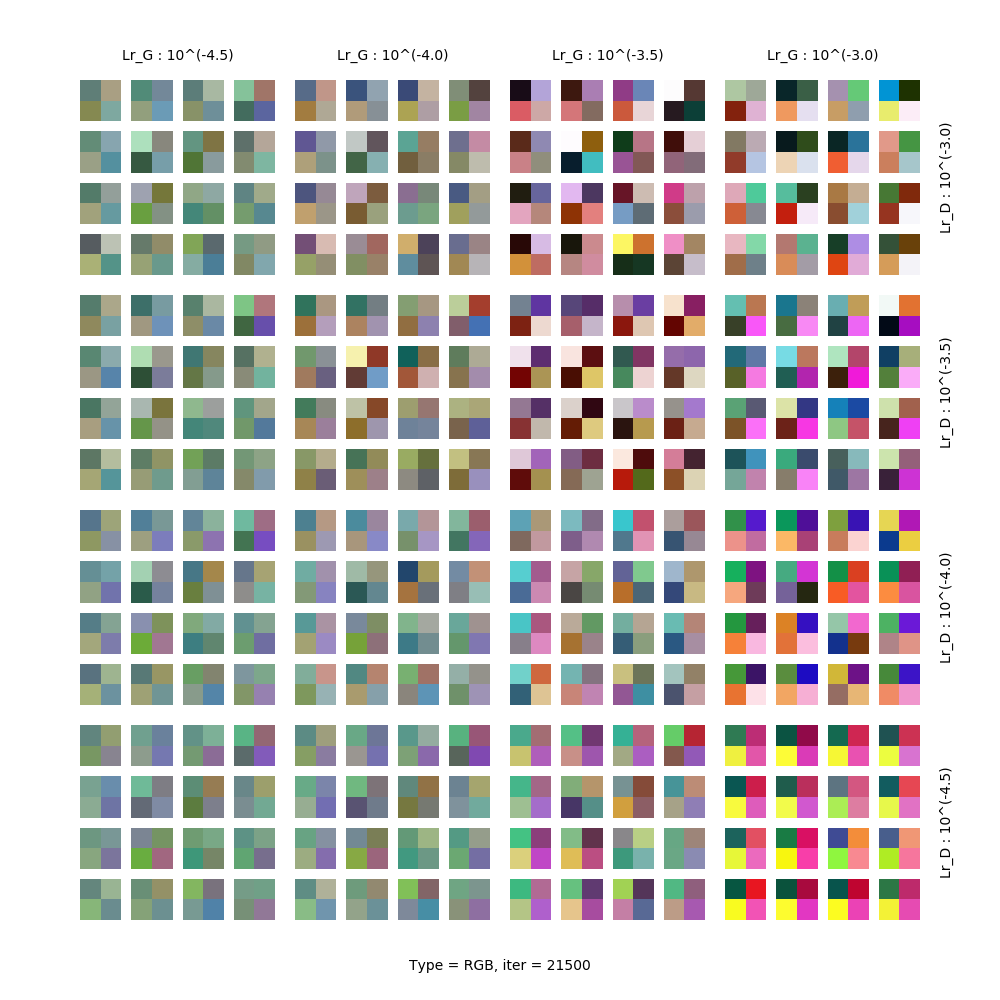 Lr_G : 10^(-4.5)
Lr_G : 10^(-4.0)
Lr_G : 10^(-3.5)
Lr_G : 10^(-3.0)
Lr_D : 10^(-3.0)
Lr_D : 10^(-3.5)
Lr_D : 10^(-4.0)
Lr_D : 10^(-4.5)
Type = RGB, iter = 21500